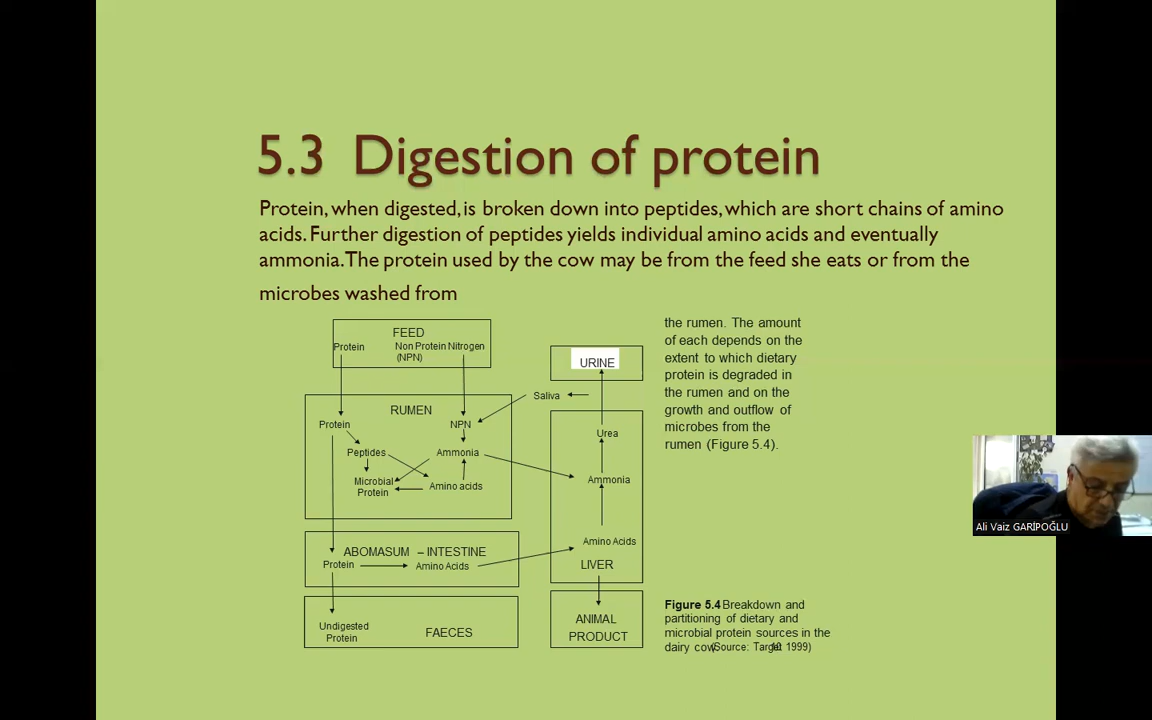 5.3 Digestion of protein
Protein, when digested, is broken down into peptides, which are short chains of amino
acids. Further digestion of peptides yields individual amino acids and eventually
ammonia. The protein used by the cow may be from the feed she eats or from the
microbes washed from
the rumen. The amount
of each depends on the
extent to which dietary
protein is degraded in
the rumen and on the
growth and outflow of
microbes from the
rumen (Figure 5.4).
FEED
Protein
Non Protein Nitrogen
(NPN)
URINE
Saliva
RUMEN
Protein
NPN
Urea
Peptides
Ammonia
Ammonia
Microbial
Protein
Amino acids
Amino Acids
ABOMASUM – INTESTINE
Protein
Amino Acids
LIVER
Undigested
Protein
FAECES
ANIMAL
PRODUCT
Figure 5.4 Breakdown and
partitioning of dietary and
microbial protein sources in the
dairy cow (Source: Target 10 1999)
Ali Vaiz GARİPOĞLU